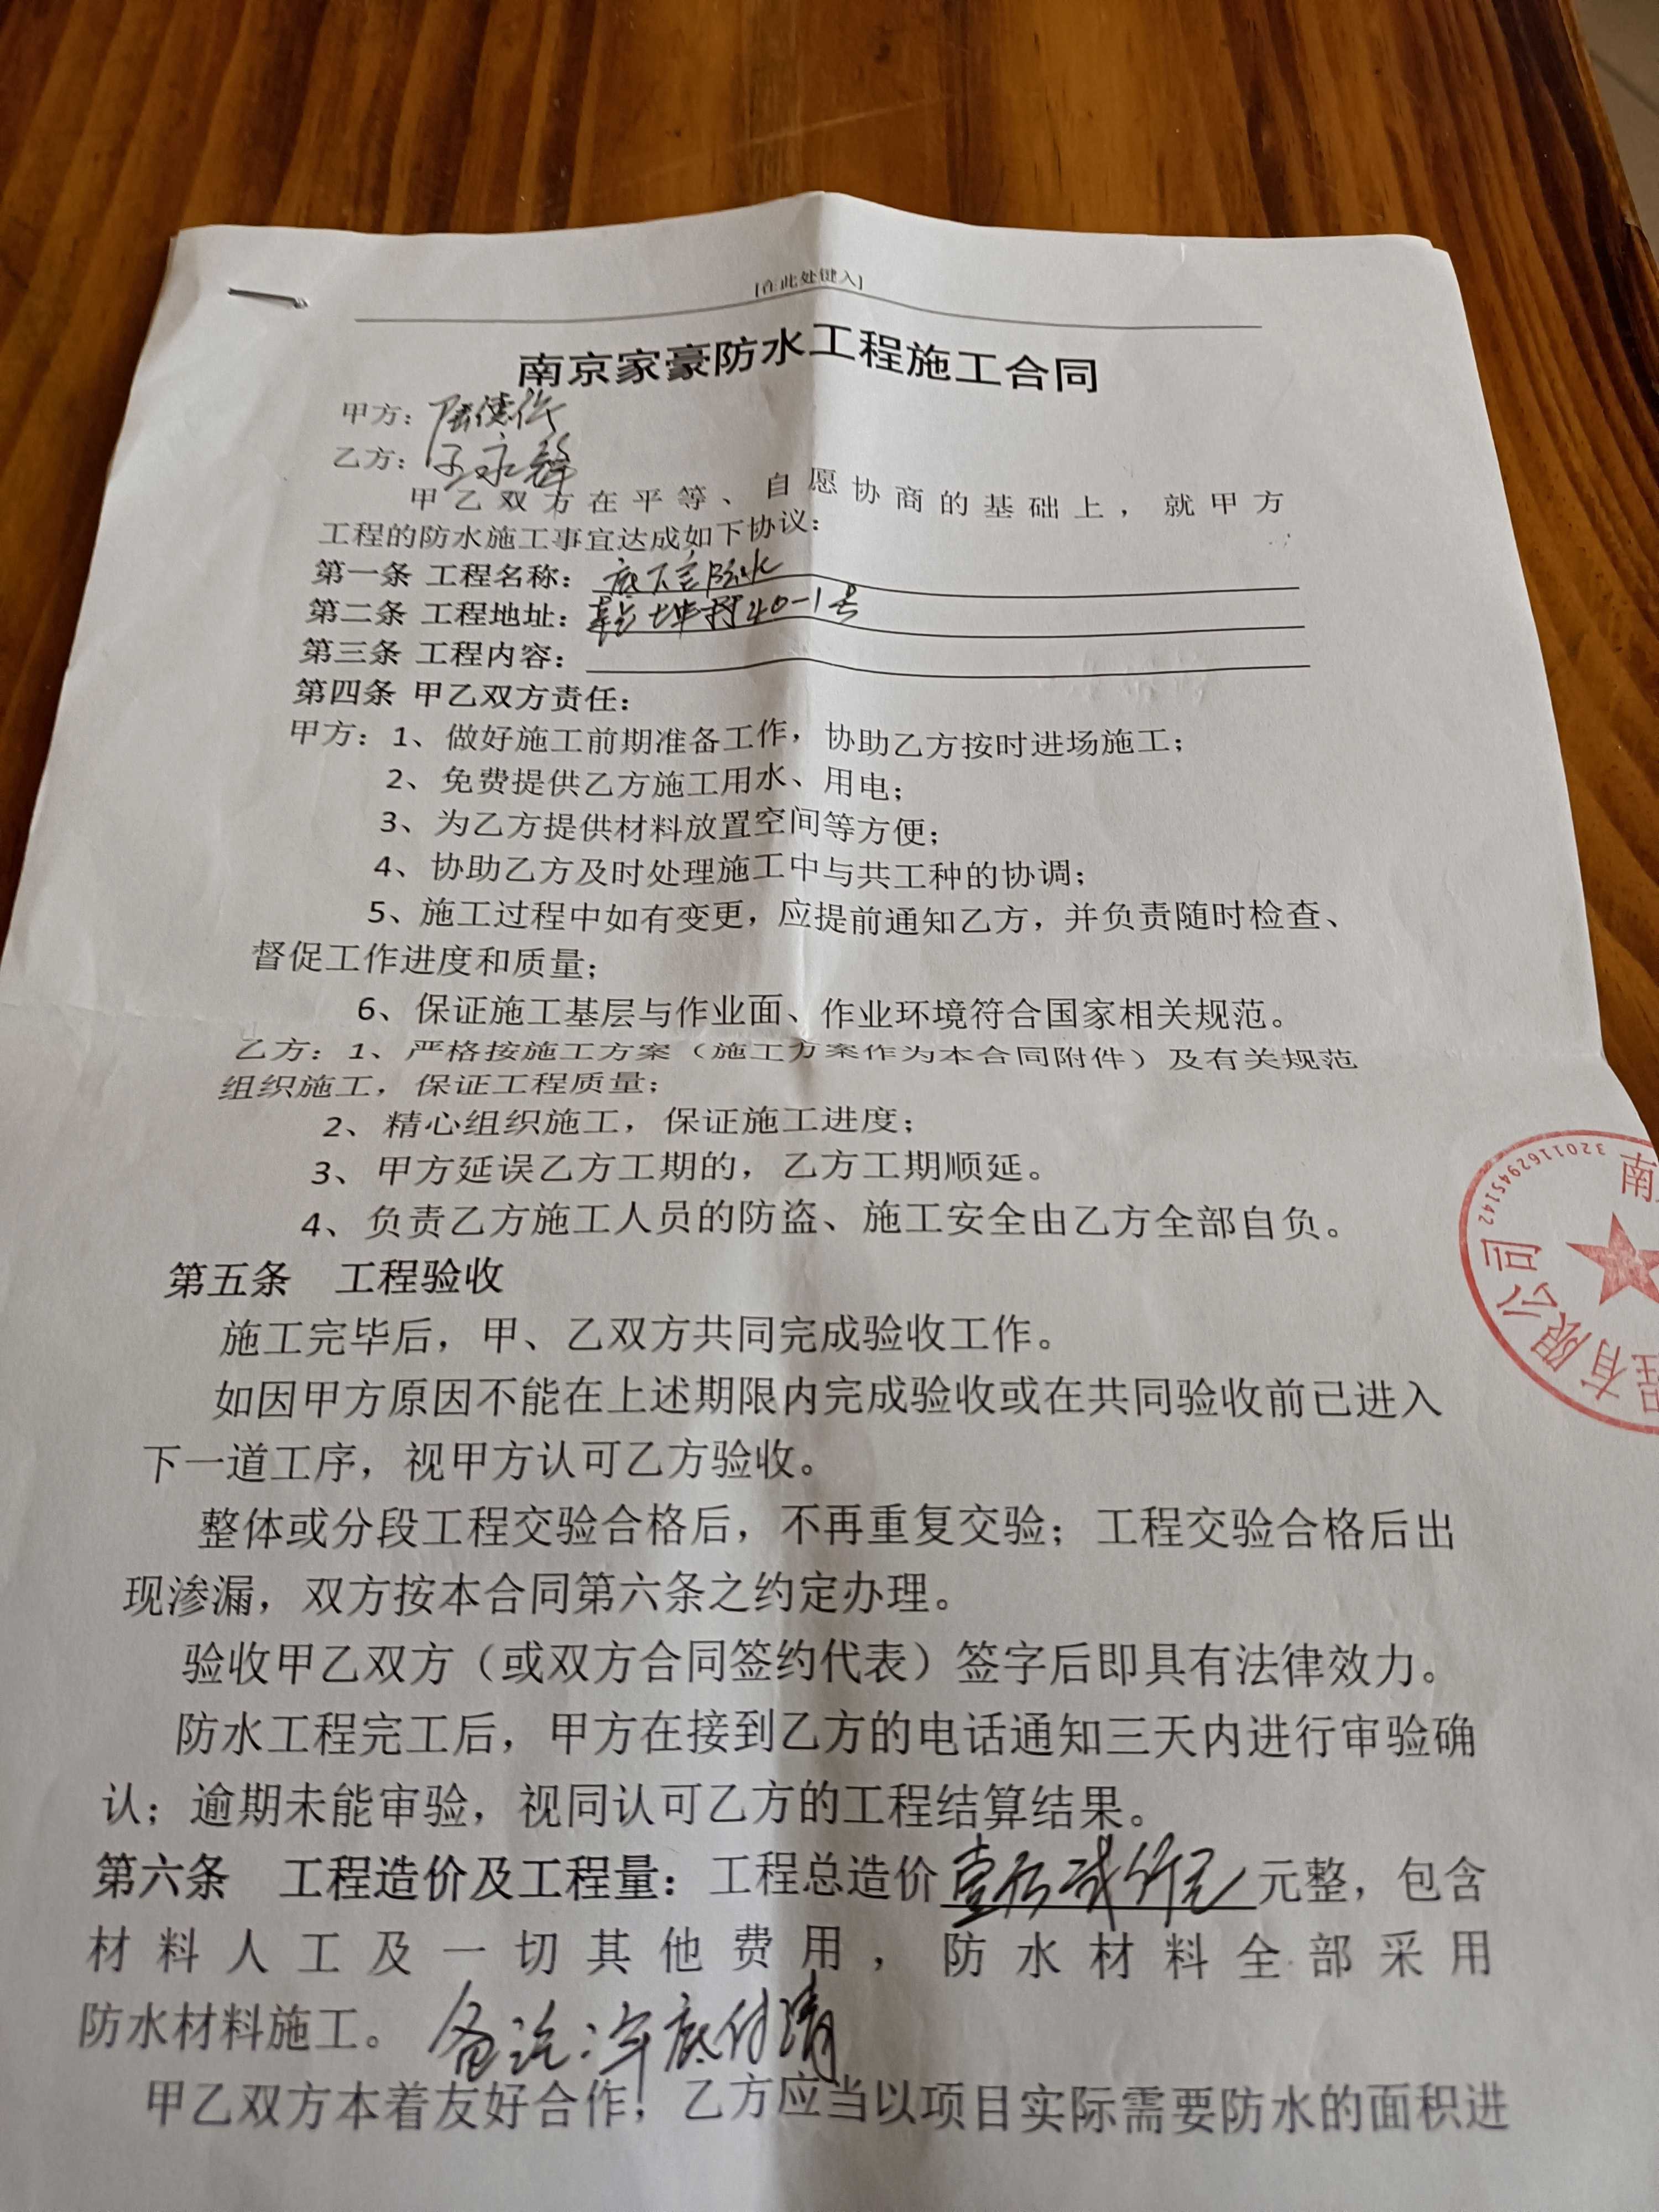 [在此处键入]
南京家豪防水工程施工合同
甲方：
乙方：
甲乙双方在平等、自愿协商的基础上，就甲方
工程的防水施工事宜达成如下协议：
第一条 工程名称：底下室防水
第二条 工程地址：村40-1号
第三条 工程内容：
第四条 甲乙双方责任：
甲方：1、做好施工前期准备工作，协助乙方按时进场施工；
2、免费提供乙方施工用水、用电；
3、为乙方提供材料放置空间等方便；
4、协助乙方及时处理施工中与共工种的协调；
5、施工过程中如有变更，应提前通知乙方，并负责随时检查、
督促工作进度和质量；
6、保证施工基层与作业面、作业环境符合国家相关规范。
乙方：1、严格按施工方案（施工方案作为本合同附件）及有关规范
组织施工，保证工程质量；
2、精心组织施工，保证施工进度；
3、甲方延误乙方工期的，乙方工期顺延。
4、负责乙方施工人员的防盗、施工安全由乙方全部自负。
南
程有限公司
3201162945142
第五条 工程验收
施工完毕后，甲、乙双方共同完成验收工作。
如因甲方原因不能在上述期限内完成验收或在共同验收前已进入
下一道工序，视甲方认可乙方验收。
整体或分段工程交验合格后，不再重复交验；工程交验合格后出
现渗漏，双方按本合同第六条之约定办理。
验收甲乙双方（或双方合同签约代表）签字后即具有法律效力。
防水工程完工后，甲方在接到乙方的电话通知三天内进行审验确
认；逾期未能审验，视同认可乙方的工程结算结果。
第六条 工程造价及工程量：工程总造价元整，包含
材料人工及一切其他费用，防水材料全部采用
防水材料施工。 年底付清
甲乙双方本着友好合作，乙方应当以项目实际需要防水的面积进